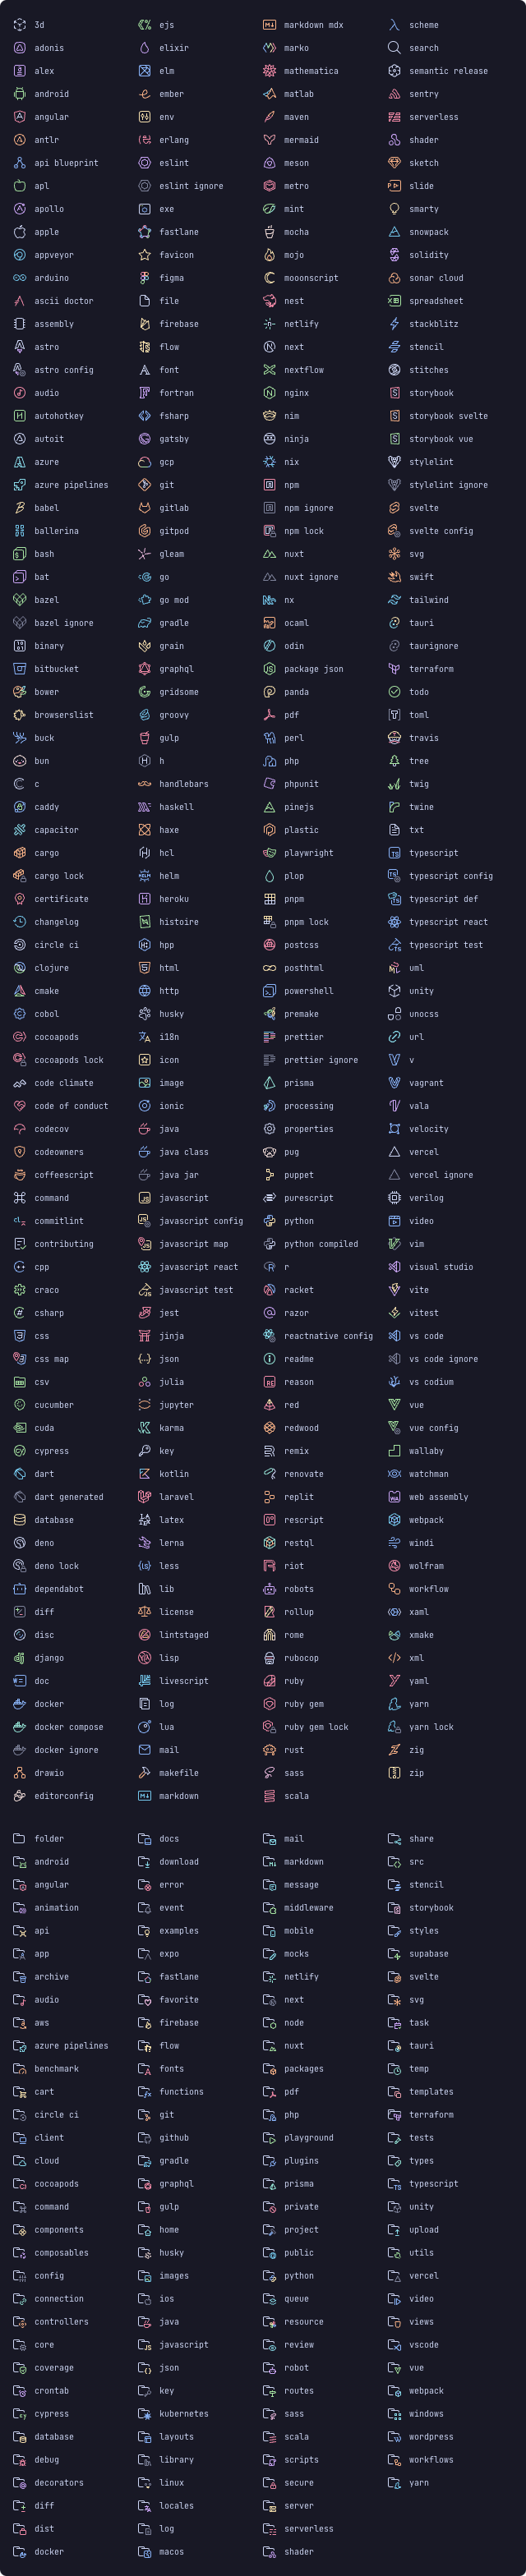 3d
adonis
alex
android
angular
antlr
api blueprint
apl
apollo
apple
appveyor
arduino
ascii doctor
assembly
astro
astro config
audio
autohotkey
autoit
azure
azure pipelines
babel
ballerina
bash
bat
bazel
bazel ignore
binary
bitbucket
bower
browserslist
buck
bun
c
caddy
capacitor
cargo
cargo lock
certificate
changelog
circle ci
clojure
cmake
cobol
cocoapods
cocoapods lock
code climate
code of conduct
codecov
codeowners
coffeescript
command
commitlint
contributing
cpp
craco
csharp
css
css map
csv
cucumber
cuda
cypress
dart
dart generated
database
deno
deno lock
dependabot
diff
disc
django
doc
docker
docker compose
docker ignore
drawio
editorconfig
ejs
elixir
elm
ember
env
erlang
eslint
eslint ignore
exe
fastlane
favicon
figma
file
firebase
flow
font
fortran
fsharp
gatsby
gcp
git
gitlab
gitpod
gleam
go
go mod
gradle
grain
graphql
gridsome
groovy
gulp
h
handlebars
haskell
haxe
hcl
helm
heroku
histoire
hpp
html
http
husky
i18n
icon
image
ionic
java
java class
java jar
javascript
javascript config
javascript map
javascript react
javascript test
jest
jinja
json
julia
jupyter
karma
key
kotlin
laravel
latex
lerna
less
lib
license
lintstaged
lisp
livescript
log
lua
mail
makefile
markdown
markdown mdx
marko
mathematica
matlab
maven
mermaid
meson
metro
mint
mocha
mojo
mooonscript
nest
netlify
next
nextflow
nginx
nim
ninja
nix
npm
npm ignore
npm lock
nuxt
nuxt ignore
nx
ocaml
odin
package json
panda
pdf
perl
php
phpunit
pinejs
plastic
playwright
plop
pnpm
pnpm lock
postcss
posthtml
powershell
premake
prettier
prettier ignore
prisma
processing
properties
pug
puppet
purescript
python
python compiled
r
racket
razor
reactnative config
readme
reason
red
redwood
remix
renovate
replit
rescript
restql
riot
robots
rollup
rome
rubocop
ruby
ruby gem
ruby gem lock
rust
sass
scala
scheme
search
semantic release
sentry
serverless
shader
sketch
slide
smarty
snowpack
solidity
sonar cloud
spreadsheet
stackblitz
stencil
stitches
storybook
storybook svelte
storybook vue
stylelint
stylelint ignore
svelte
svelte config
svg
swift
tailwind
tauri
taurignore
terraform
todo
toml
travis
tree
twig
twine
txt
typescript
typescript config
typescript def
typescript react
typescript test
uml
unity
unocss
url
v
vagrant
vala
velocity
vercel
vercel ignore
verilog
video
vim
visual studio
vite
vitest
vs code
vs code ignore
vs codium
vue
vue config
wallaby
watchman
web assembly
webpack
windi
wolfram
workflow
xaml
xmake
xml
yaml
yarn
yarn lock
zig
zip
folder
android
angular
animation
api
app
archive
audio
aws
azure pipelines
benchmark
cart
circle ci
client
cloud
cocoapods
command
components
composables
config
connection
controllers
core
coverage
crontab
cypress
database
debug
decorators
diff
dist
docker
docs
download
error
event
examples
expo
fastlane
favorite
firebase
flow
fonts
functions
git
github
gradle
graphql
gulp
home
husky
images
ios
java
javascript
json
key
kubernetes
layouts
library
linux
locales
log
macos
mail
markdown
message
middleware
mobile
mocks
netlify
next
node
nuxt
packages
pdf
php
playground
plugins
prisma
private
project
public
python
queue
resource
review
robot
routes
sass
scala
scripts
secure
server
serverless
shader
share
src
stencil
storybook
styles
supabase
svelte
svg
task
tauri
temp
templates
terraform
tests
types
typescript
unity
upload
utils
vercel
video
views
vscode
vue
webpack
windows
wordpress
workflows
yarn